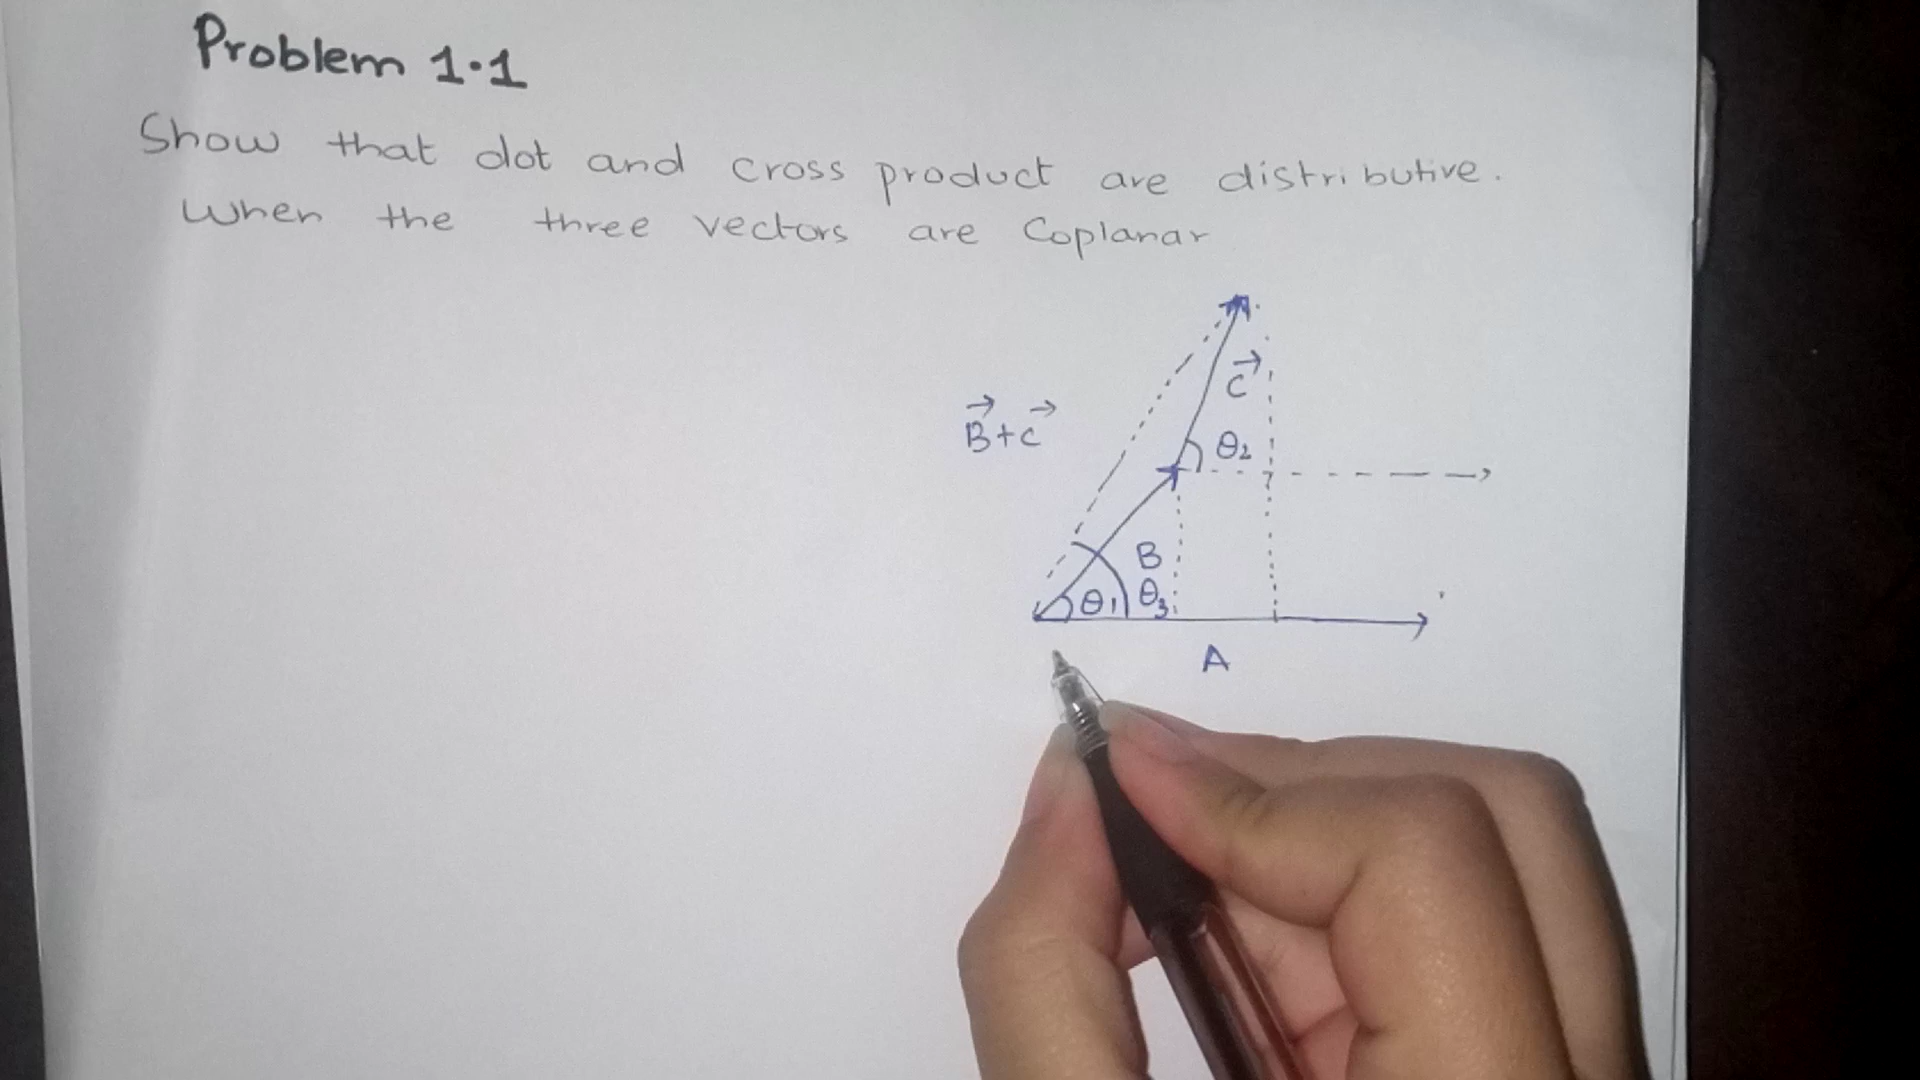 Problem 1.1
Show that dot and cross product are distributive.
When the three vectors are Coplanar
C
B+C
θ2
B
θ1 θ3
A